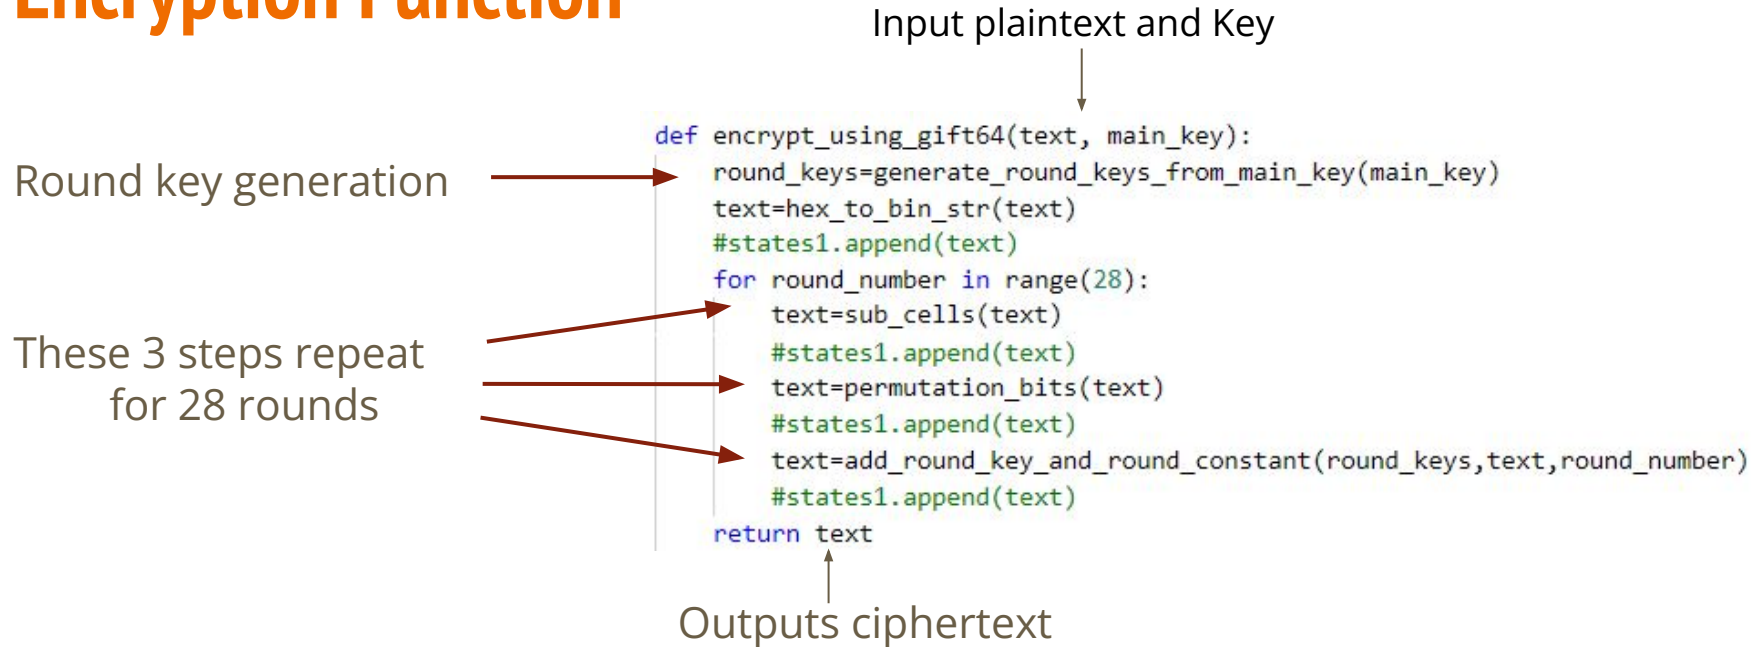 Encryption Function
Input plaintext and Key
def encrypt_using_gift64(text, main_key):
Round key generation
round_keys=generate_round_keys_from_main_key(main_key)
text=hex_to_bin_str(text)
#states1.append(text)
for round_number in range(28):
text=sub_cells(text)
These 3 steps repeat
for 28 rounds
#states1.append(text)
text=permutation_bits(text)
#states1.append(text)
text=add_round_key_and_round_constant(round_keys,text,round_number)
#states1.append(text)
return text
Outputs ciphertext